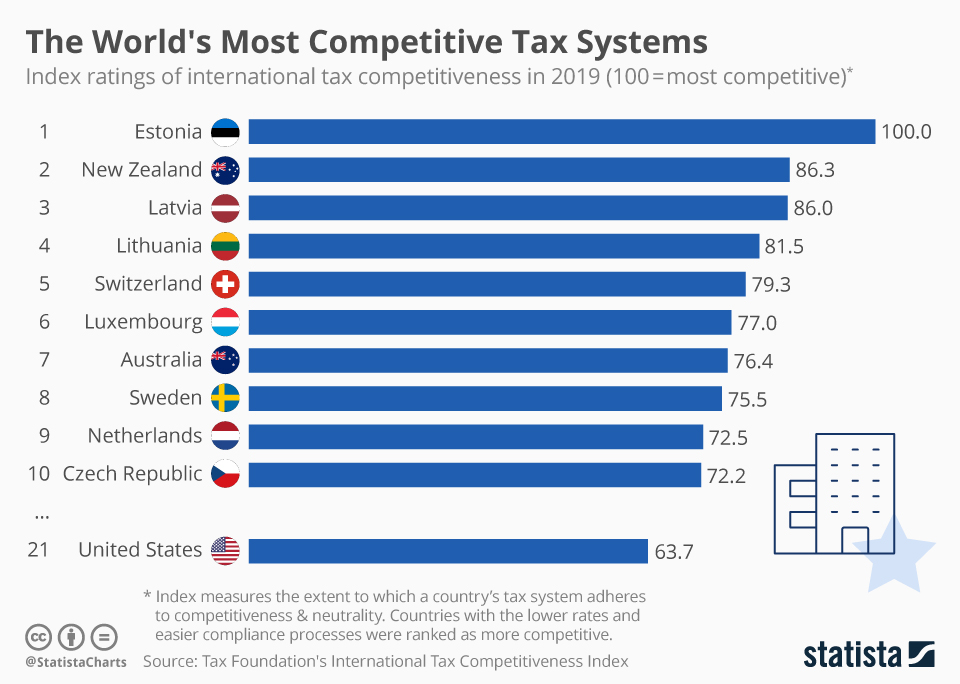 The World's Most Competitive Tax Systems
Index ratings of international tax competitiveness in 2019 (100=most competitive)*
1 Estonia 100.0
2 New Zealand 86.3
3 Latvia 86.0
4 Lithuania 81.5
5 Switzerland 79.3
6 Luxembourg 77.0
7 Australia 76.4
8 Sweden 75.5
9 Netherlands 72.5
10 Czech Republic 72.2
...
21 United States 63.7
* Index measures the extent to which a country's tax system adheres
to competitiveness & neutrality. Countries with the lower rates and
easier compliance processes were ranked as more competitive.
cc
@StatistaCharts Source: Tax Foundation's International Tax Competitiveness Index
statista